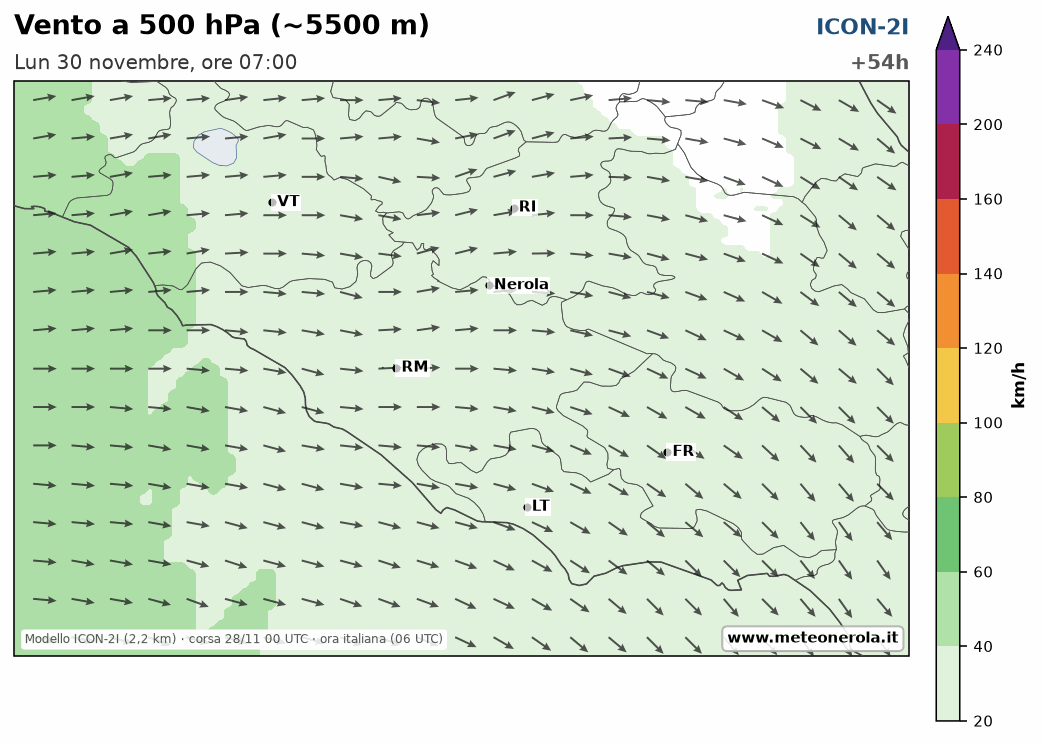 Vento a 500 hPa (~5500 m)
ICON-2I
Lun 30 novembre, ore 07:00
+54h
VT
RI
Nerola
RM
FR
LT
Modello ICON-2I (2,2 km) · corsa 28/11 00 UTC · ora italiana (06 UTC)
www.meteonerola.it
240
200
160
140
120
100
80
60
40
20
km/h